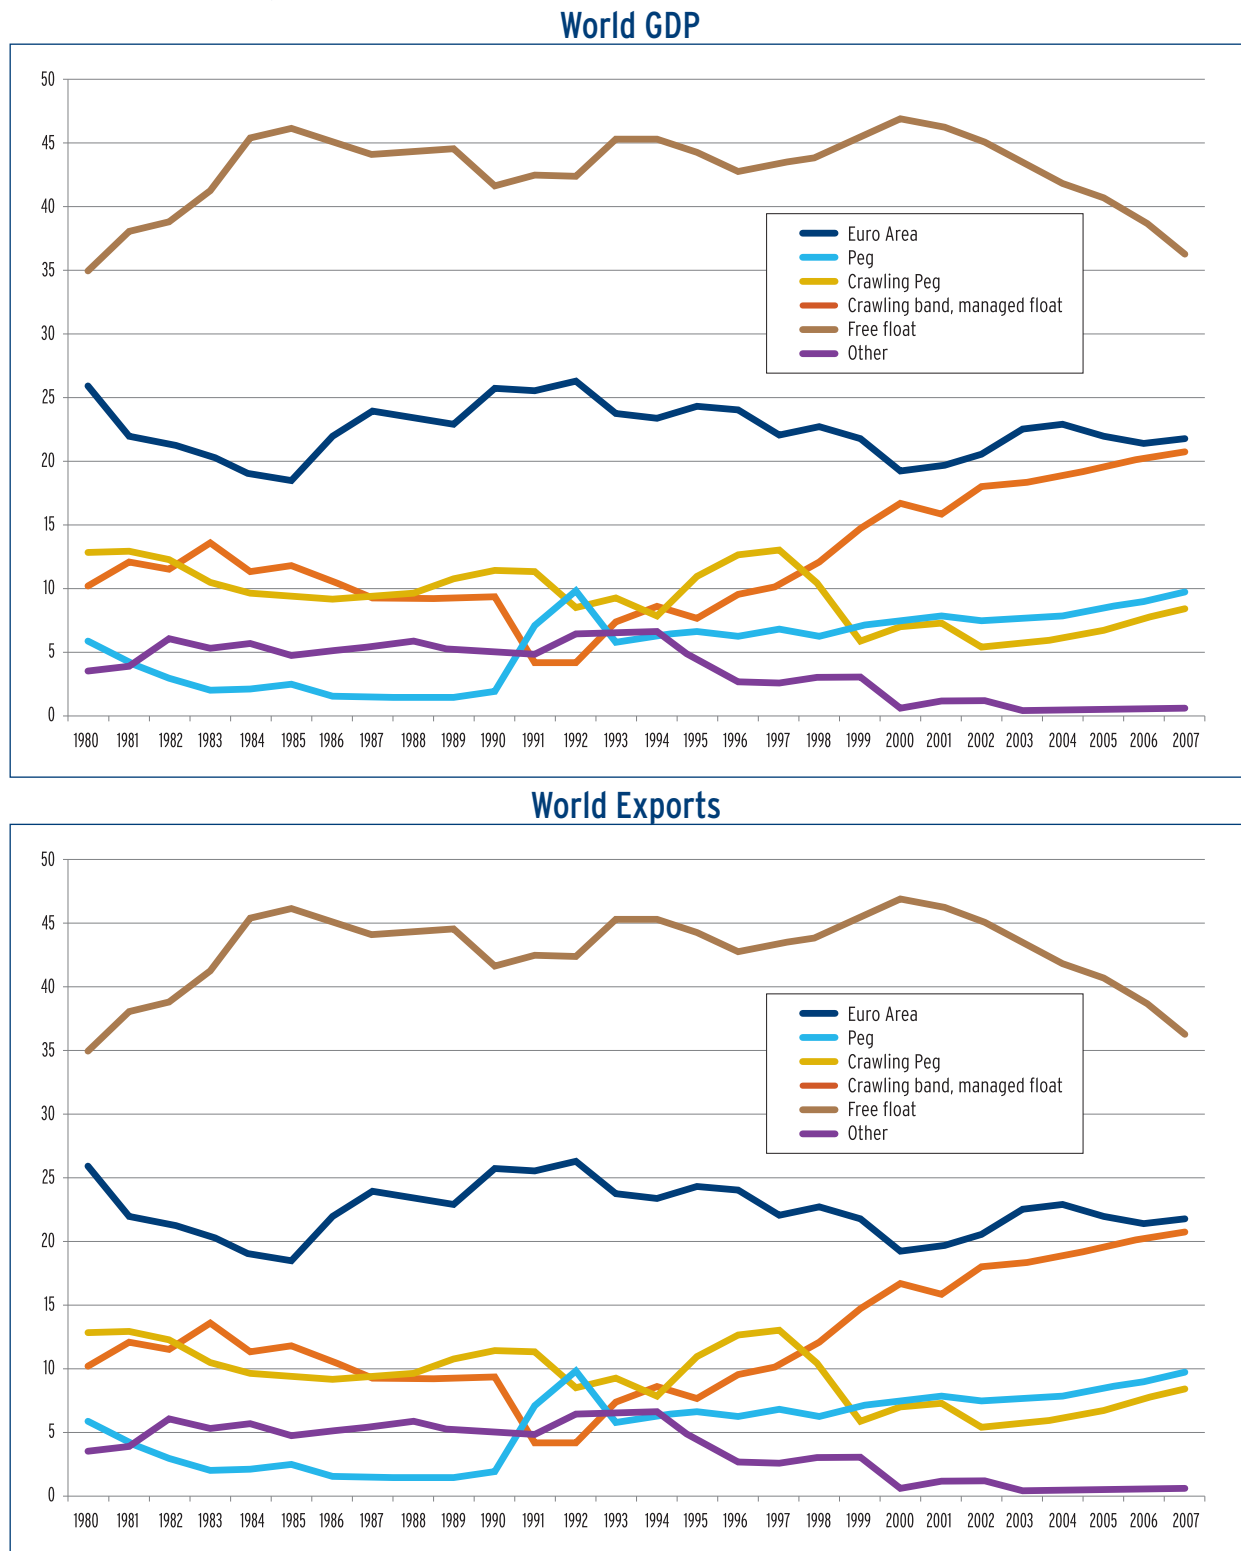 World GDP
50
45
40
35
30
25
20
15
10
5
0
Euro Area
Peg
Crawling Peg
Crawling band, managed float
Free float
Other
1980 1981 1982 1983 1984 1985 1986 1987 1988 1989 1990 1991 1992 1993 1994 1995 1996 1997 1998 1999 2000 2001 2002 2003 2004 2005 2006 2007
World Exports
50
45
40
35
30
25
20
15
10
5
0
Euro Area
Peg
Crawling Peg
Crawling band, managed float
Free float
Other
1980 1981 1982 1983 1984 1985 1986 1987 1988 1989 1990 1991 1992 1993 1994 1995 1996 1997 1998 1999 2000 2001 2002 2003 2004 2005 2006 2007